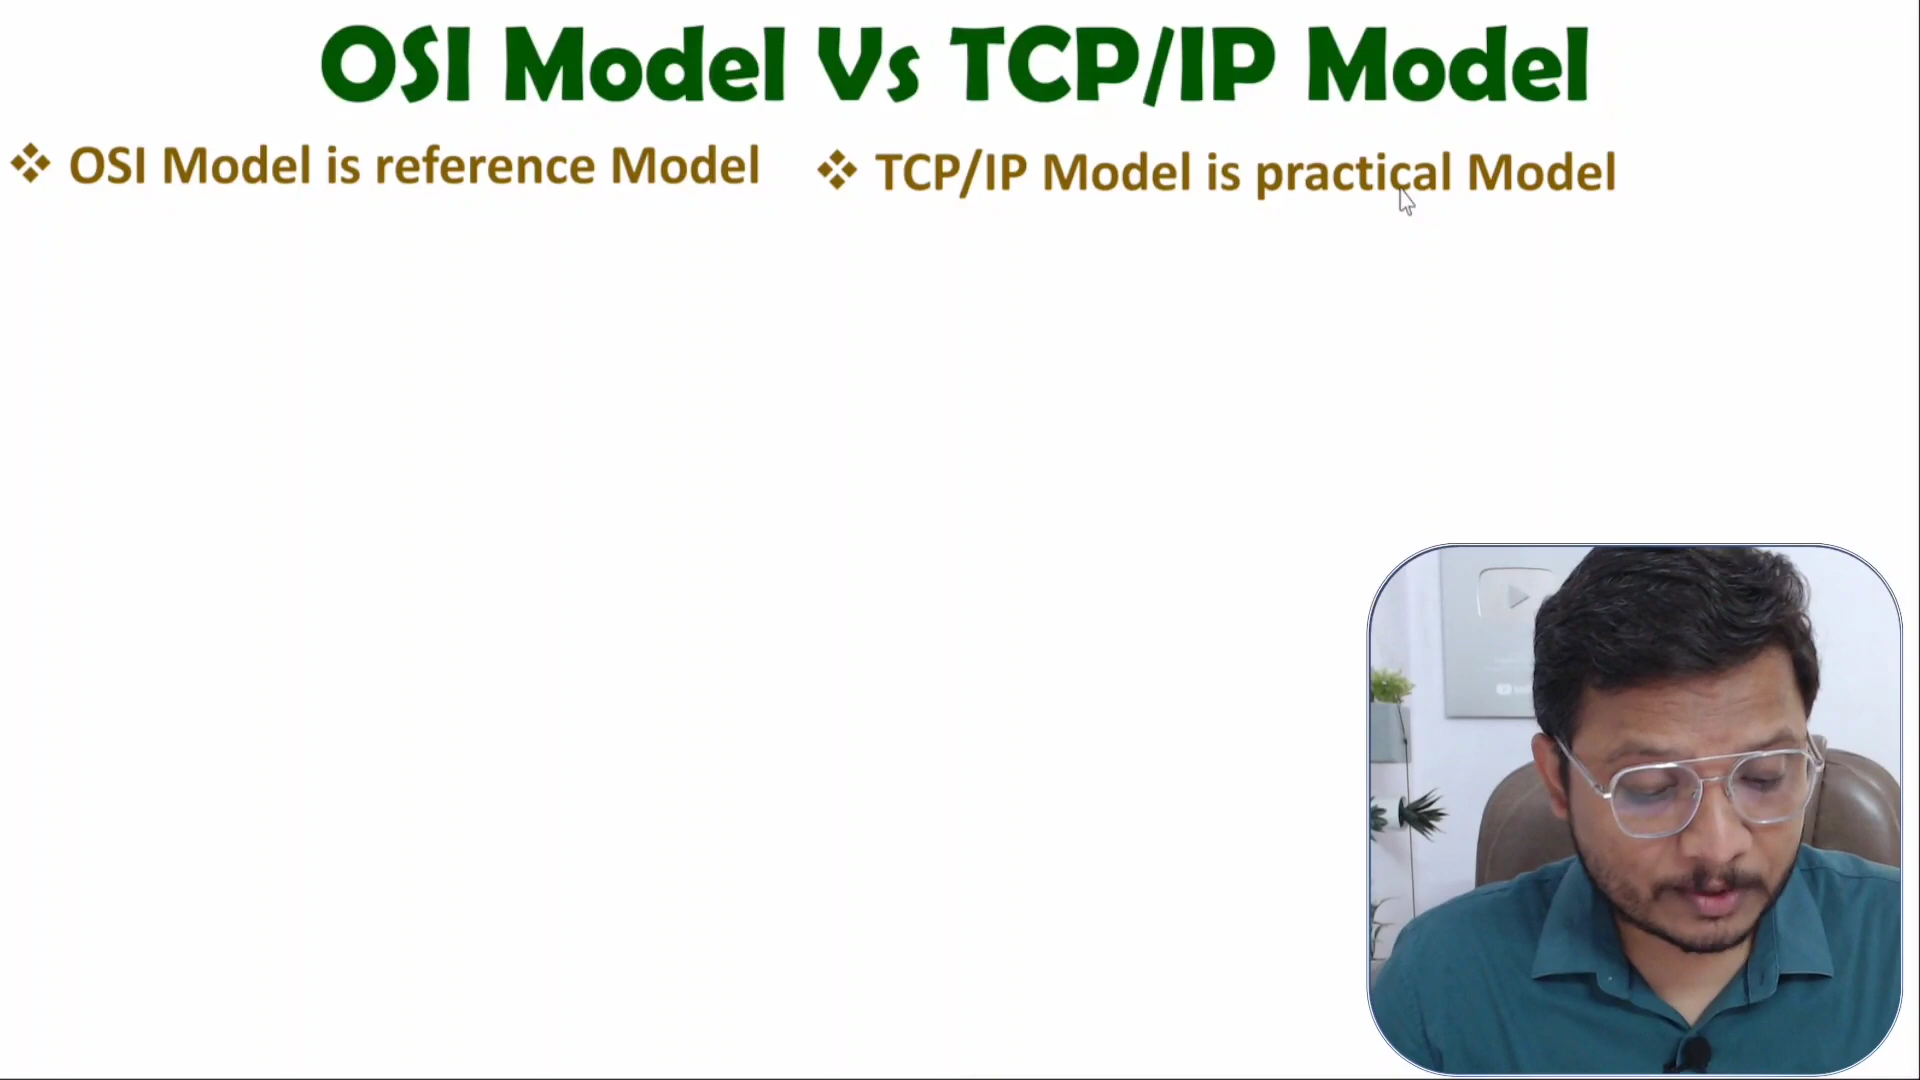 OSI Model Vs TCP/IP Model
❖ OSI Model is reference Model
❖ TCP/IP Model is practical Model